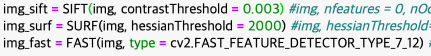 img_sift = SIFT(img, contrastThreshold = 0.003) #img, nfeatures = 0, nOc
img_surf = SURF(img, hessianThreshold = 2000) #img, hessianThreshold=
img_fast = FAST(img, type = cv2.FAST_FEATURE_DETECTOR_TYPE_7_12) #